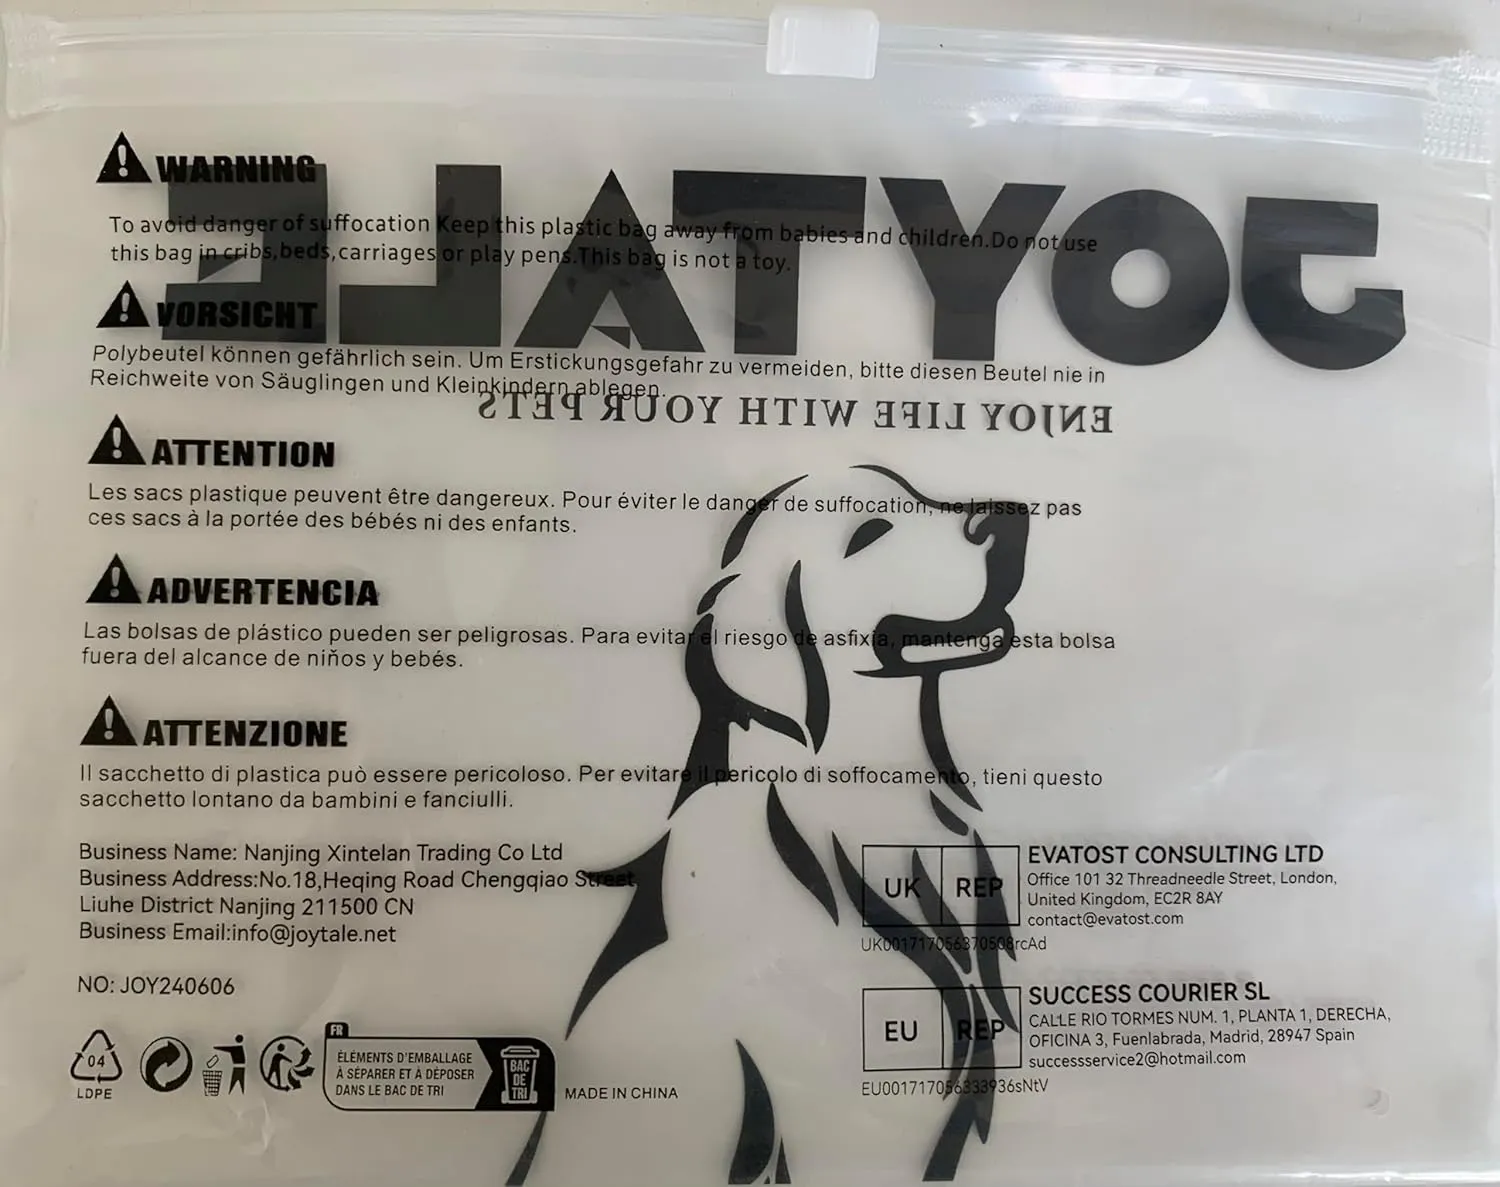 WARNING
JOYTALE
To avoid danger of suffocation Keep this plastic bag away from babies and children.Do not use
this bag in cribs,beds,carriages or play pens.This bag is not a toy.
VORSICHT
Polybeutel können gefährlich sein. Um Erstickungsgefahr zu vermeiden, bitte diesen Beutel nie in
Reichweite von Säuglingen und Kleinkindern ablegen.
ENJOY LIFE WITH YOUR PETS
ATTENTION
Les sacs plastique peuvent être dangereux. Pour éviter le danger de suffocation, ne laissez pas
ces sacs à la portée des bébés ni des enfants.
ADVERTENCIA
Las bolsas de plástico pueden ser peligrosas. Para evitar el riesgo de asfixia, mantenga esta bolsa
fuera del alcance de niños y bebés.
ATTENZIONE
Il sacchetto di plastica può essere pericoloso. Per evitare il pericolo di soffocamento, tieni questo
sacchetto lontano da bambini e fanciulli.
Business Name: Nanjing Xintelan Trading Co Ltd
Business Address:No.18,Heqing Road Chengqiao Street
Liuhe District Nanjing 211500 CN
Business Email:info@joytale.net
NO: JOY240606
UK REP
EVATOST CONSULTING LTD
Office 101 32 Threadneedle Street, London,
United Kingdom, EC2R 8AY
contact@evatost.com
UK001717056370508rcAd
EU REP
SUCCESS COURIER SL
CALLE RIO TORMES NUM. 1, PLANTA 1, DERECHA,
OFICINA 3, Fuenlabrada, Madrid, 28947 Spain
successservice2@hotmail.com
EU001717056333936sNtV
04
LDPE
FR
ÉLÉMENTS D'EMBALLAGE
À SÉPARER ET À DÉPOSER
DANS LE BAC DE TRI
BAC
DE
TRI
MADE IN CHINA